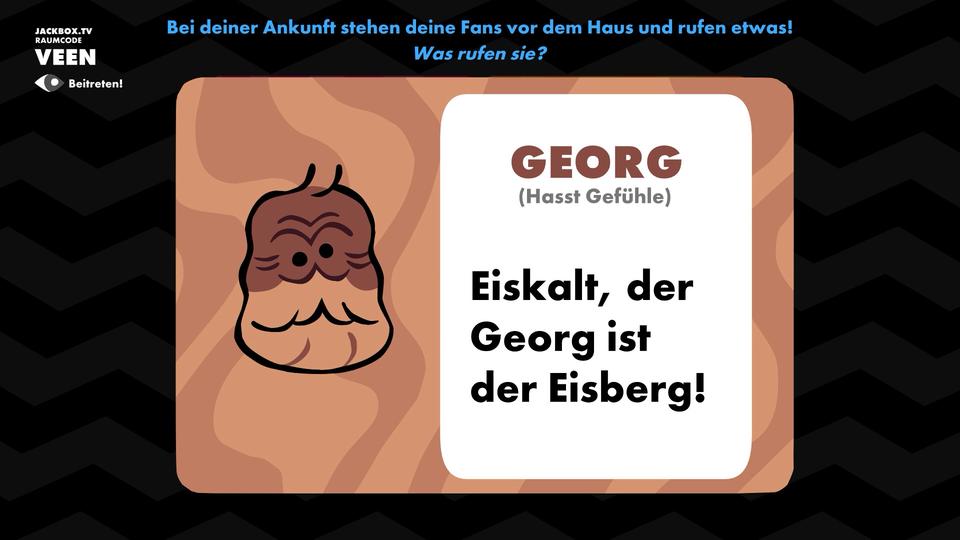 Bei deiner Ankunft stehen deine Fans vor dem Haus und rufen etwas!
Was rufen sie?
JACKBOX.TV
RAUMCODE
VEEN
Beitreten!
GEORG
(Hasst Gefühle)
Eiskalt, der
Georg ist
der Eisberg!